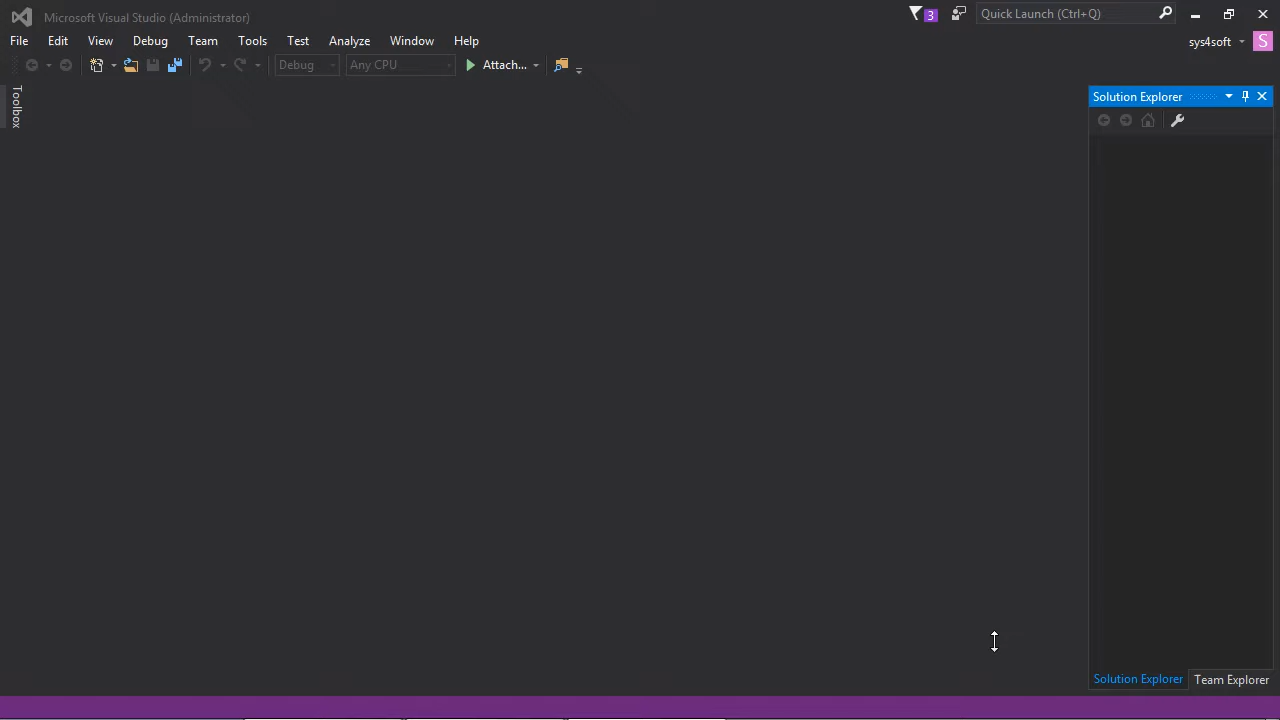 Microsoft Visual Studio (Administrator)
3
Quick Launch (Ctrl+Q)
File Edit View Debug Team Tools Test Analyze Window Help
sys4soft
S
Debug
Any CPU
Attach...
Toolbox
Solution Explorer
Solution Explorer
Team Explorer